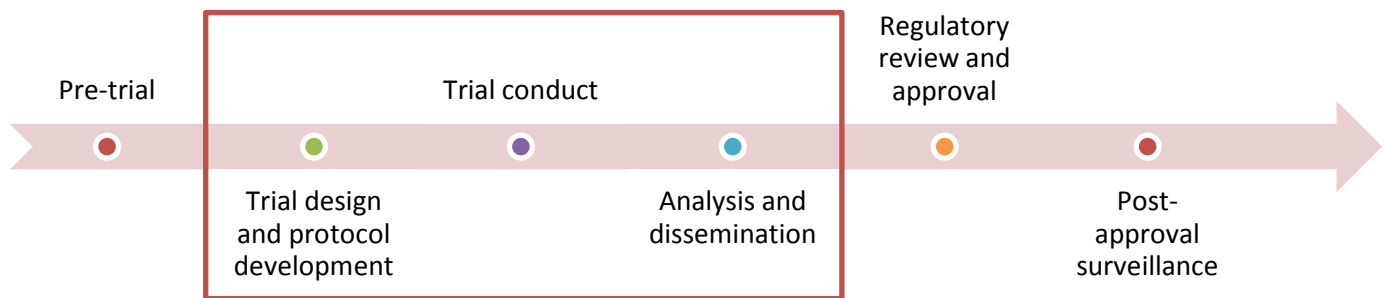 Pre-trial
Trial design
and protocol
development
Trial conduct
Analysis and
dissemination
Regulatory
review and
approval
Post-
approval
surveillance